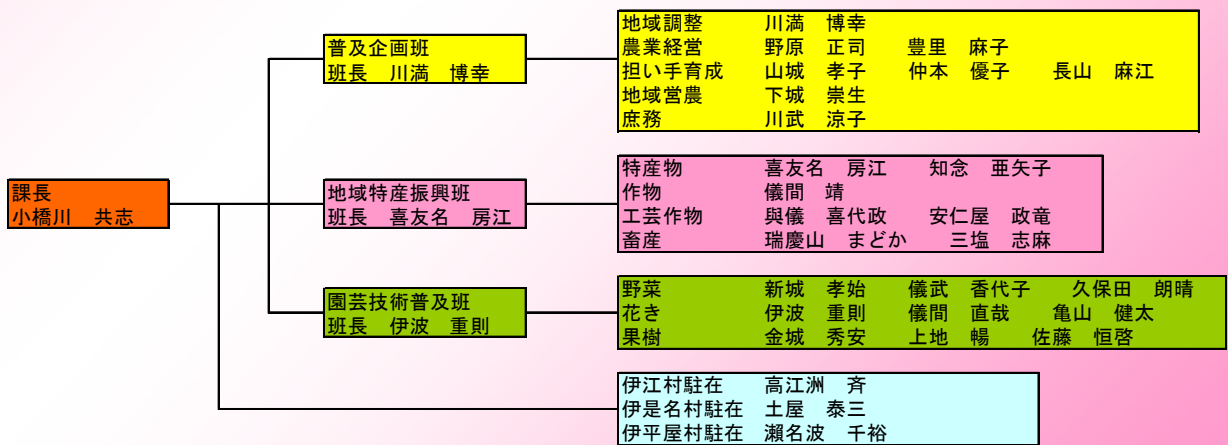 課長
小橋川　共志
普及企画班
班長　川満　博幸
地域調整　川満　博幸
農業経営　野原　正司　豊里　麻子
担い手育成　山城　孝子　仲本　優子　長山　麻江
地域営農　下城　崇生
庶務　川武　涼子
地域特産振興班
班長　喜友名　房江
特産物　喜友名　房江　知念　亜矢子
作物　儀間　靖
工芸作物　與儀　喜代政　安仁屋　政竜
畜産　瑞慶山　まどか　三塩　志麻
園芸技術普及班
班長　伊波　重則
野菜　新城　孝始　儀武　香代子　久保田　朗晴
花き　伊波　重則　儀間　直哉　亀山　健太
果樹　金城　秀安　上地　暢　佐藤　恒啓
伊江村駐在　高江洲　斉
伊是名村駐在　土屋　泰三
伊平屋村駐在　瀬名波　千裕